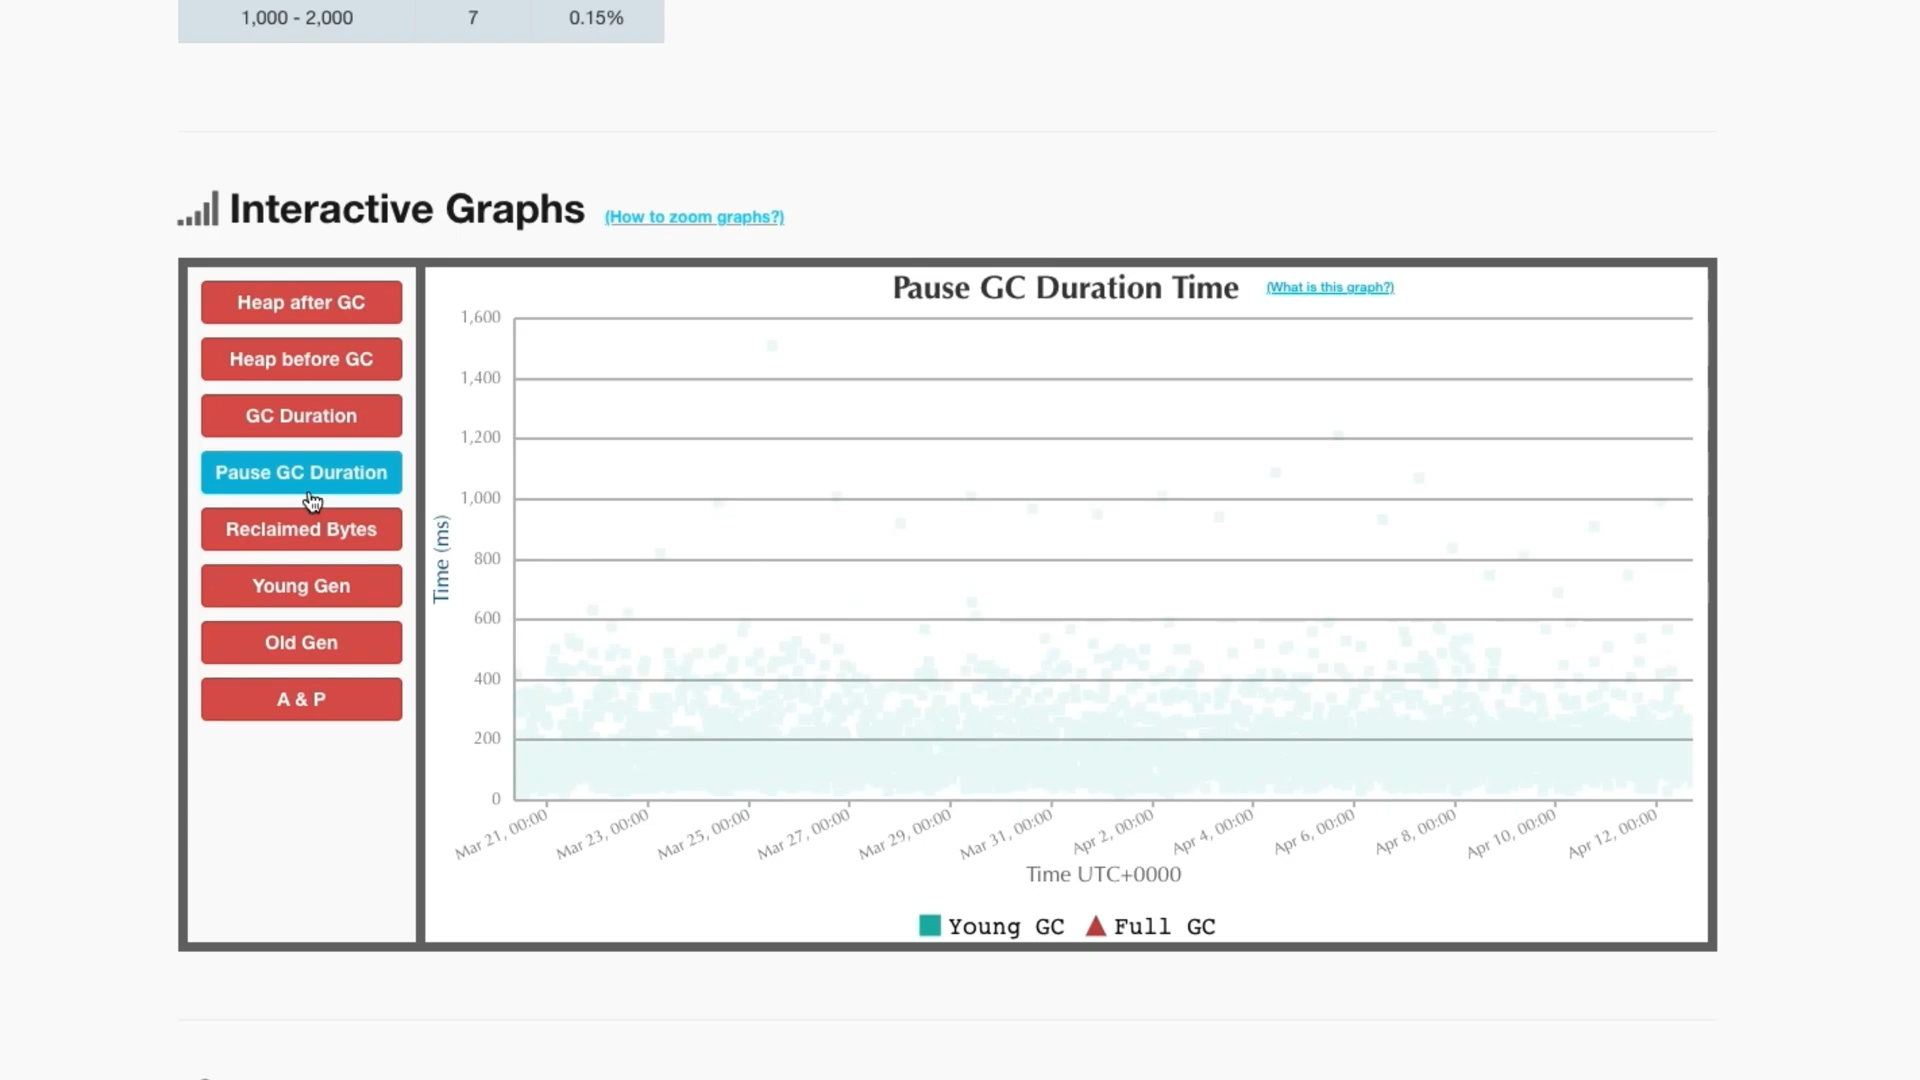 1,000 - 2,000 7 0.15%
Interactive Graphs (How to zoom graphs?)
Heap after GC
Heap before GC
GC Duration
Pause GC Duration
Reclaimed Bytes
Young Gen
Old Gen
A & P
Pause GC Duration Time (What is this graph?)
Time (ms)
1,600
1,400
1,200
1,000
800
600
400
200
0
Mar 21, 00:00 Mar 23, 00:00 Mar 25, 00:00 Mar 27, 00:00 Mar 29, 00:00 Mar 31, 00:00 Apr 2, 00:00 Apr 4, 00:00 Apr 6, 00:00 Apr 8, 00:00 Apr 10, 00:00 Apr 12, 00:00
Time UTC+0000
Young GC Full GC